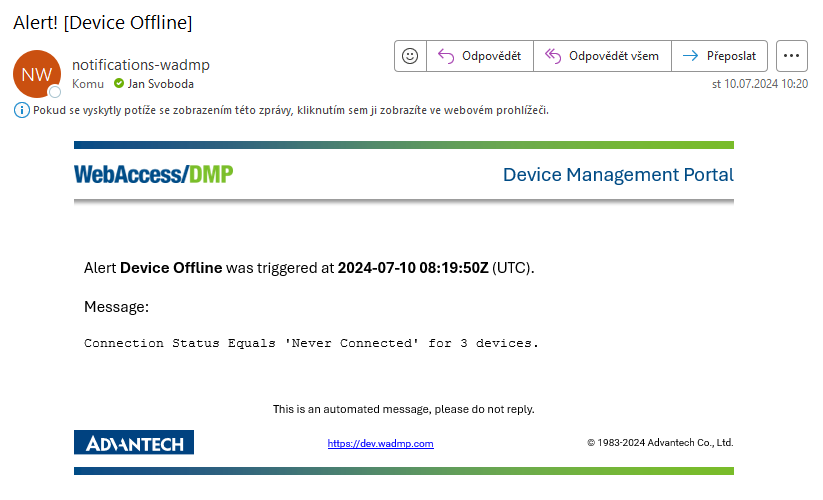 Alert! [Device Offline]
NW
notifications-wadmp
Komu Jan Svoboda
Odpovědět
Odpovědět všem
Přeposlat
st 10.07.2024 10:20
Pokud se vyskytly potíže se zobrazením této zprávy, kliknutím sem ji zobrazíte ve webovém prohlížeči.
WebAccess/DMP
Device Management Portal
Alert Device Offline was triggered at 2024-07-10 08:19:50Z (UTC).
Message:
Connection Status Equals 'Never Connected' for 3 devices.
This is an automated message, please do not reply.
ADVANTECH
https://dev.wadmp.com
© 1983-2024 Advantech Co., Ltd.